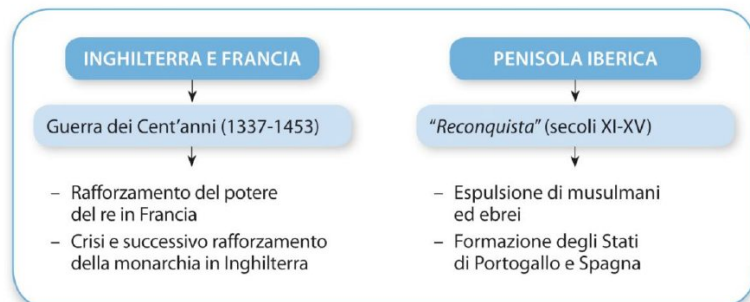 INGHILTERRA E FRANCIA
Guerra dei Cent'anni (1337-1453)
– Rafforzamento del potere
del re in Francia
– Crisi e successivo rafforzamento
della monarchia in Inghilterra
PENISOLA IBERICA
"Reconquista" (secoli XI-XV)
– Espulsione di musulmani
ed ebrei
– Formazione degli Stati
di Portogallo e Spagna